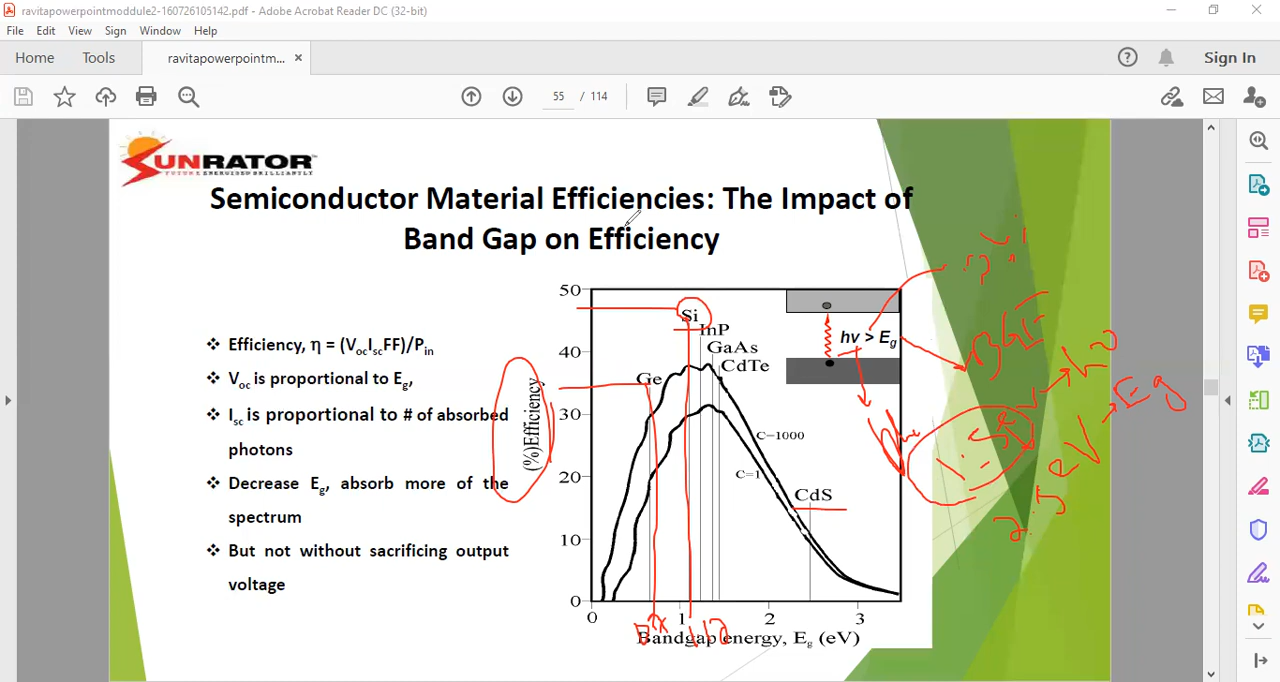 ravitapowerpointmoddule2-160726105142.pdf - Adobe Acrobat Reader DC (32-bit)
File Edit View Sign Window Help
Home Tools ravitapowerpointm... Sign In
55 / 114
SUNRATOR
FUTURE ENERGISED BRILLIANTLY
Semiconductor Material Efficiencies: The Impact of
Band Gap on Efficiency
Efficiency, η = (VocIscFF)/Pin
Voc is proportional to Eg,
Isc is proportional to # of absorbed
photons
Decrease Eg, absorb more of the
spectrum
But not without sacrificing output
voltage
(%)Efficiency
50
40
30
20
10
0
Si
InP
GaAs
CdTe
Ge
C=1000
C=1
CdS
hν > Eg
0 1 2 3
Bandgap energy, Eg (eV)
Eg